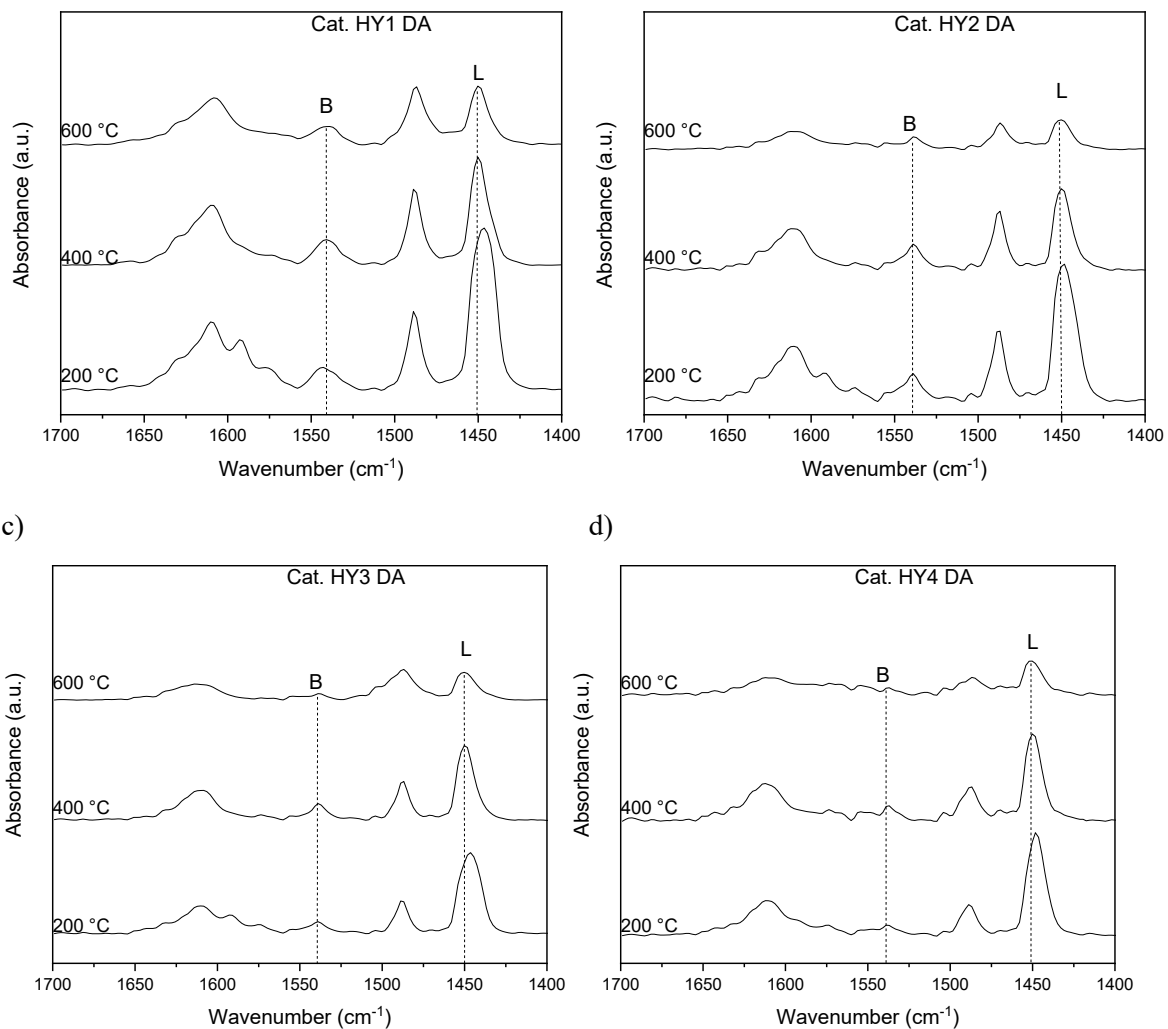 Cat. HY1 DA
L
B
600 °C
400 °C
200 °C
Absorbance (a.u.)
1700 1650 1600 1550 1500 1450 1400
Wavenumber (cm-1)
Cat. HY2 DA
L
B
600 °C
400 °C
200 °C
Absorbance (a.u.)
1700 1650 1600 1550 1500 1450 1400
Wavenumber (cm-1)
c)
d)
Cat. HY3 DA
L
B
600 °C
400 °C
200 °C
Absorbance (a.u.)
1700 1650 1600 1550 1500 1450 1400
Wavenumber (cm-1)
Cat. HY4 DA
L
B
600 °C
400 °C
200 °C
Absorbance (a.u.)
1700 1650 1600 1550 1500 1450 1400
Wavenumber (cm-1)